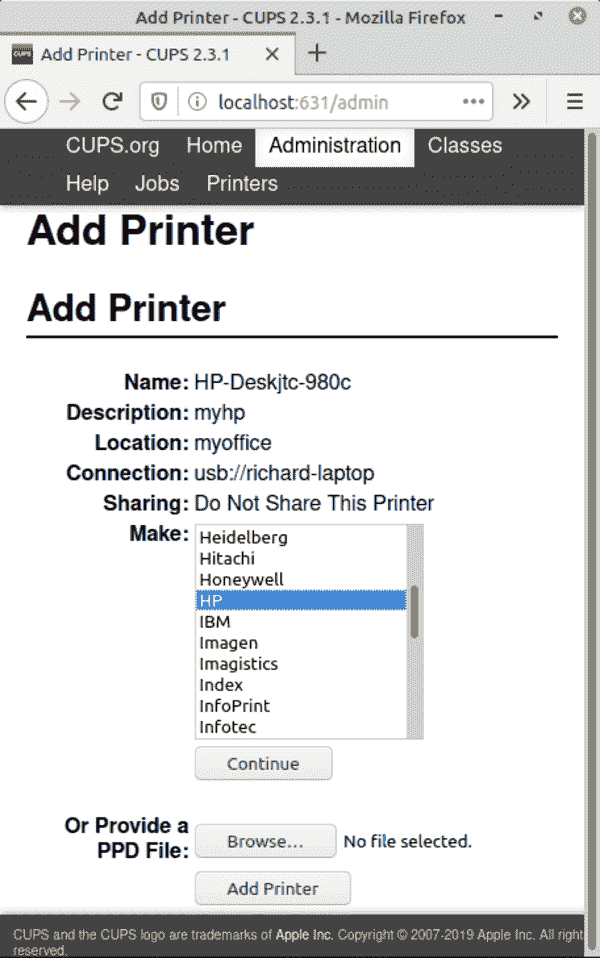 Add Printer - CUPS 2.3.1 - Mozilla Firefox
CUPS Add Printer - CUPS 2.3.1
localhost:631/admin
CUPS.org Home Administration Classes
Help Jobs Printers
Add Printer
Add Printer
Name: HP-Deskjtc-980c
Description: myhp
Location: myoffice
Connection: usb://richard-laptop
Sharing: Do Not Share This Printer
Make:
Heidelberg
Hitachi
Honeywell
HP
IBM
Imagen
Imagistics
Index
InfoPrint
Infotec
Continue
Or Provide a
PPD File:
Browse... No file selected.
Add Printer
CUPS and the CUPS logo are trademarks of Apple Inc. Copyright © 2007-2019 Apple Inc. All right
reserved.